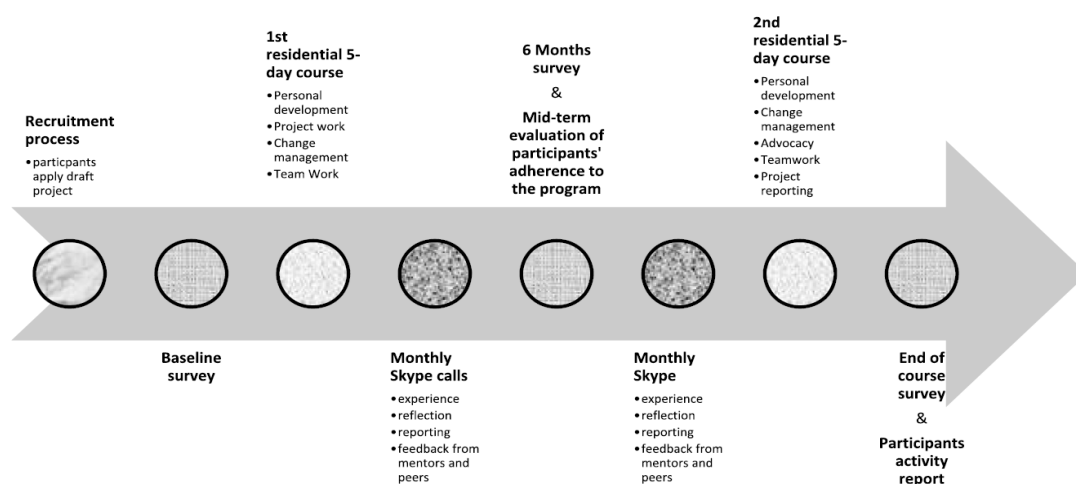 Recruitment
process
•particpants
apply draft
project
Baseline
survey
1st
residential 5-
day course
•Personal
development
•Project work
•Change
management
•Team Work
Monthly
Skype calls
•experience
•reflection
•reporting
•feedback from
mentors and
peers
6 Months
survey
&
Mid-term
evaluation of
participants'
adherence to
the program
Monthly
Skype
•experience
•reflection
•reporting
•feedback from
mentors and
peers
2nd
residential 5-
day course
•Personal
development
•Change
management
•Advocacy
•Teamwork
•Project
reporting
End of
course
survey
&
Participants
activity
report